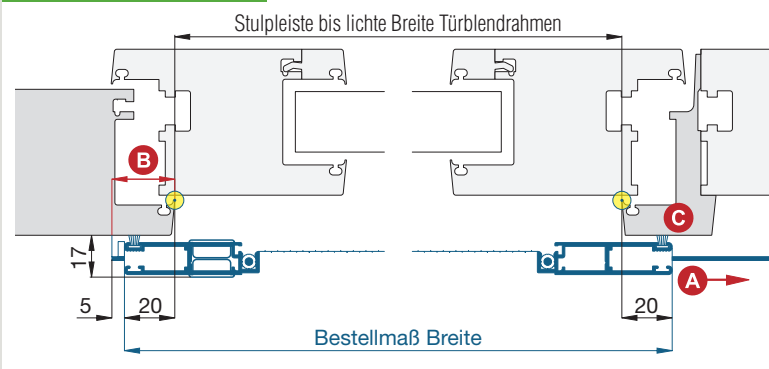 Stulpleiste bis lichte Breite Türblendrahmen
B
C
17
A
5 20 20
Bestellmaß Breite